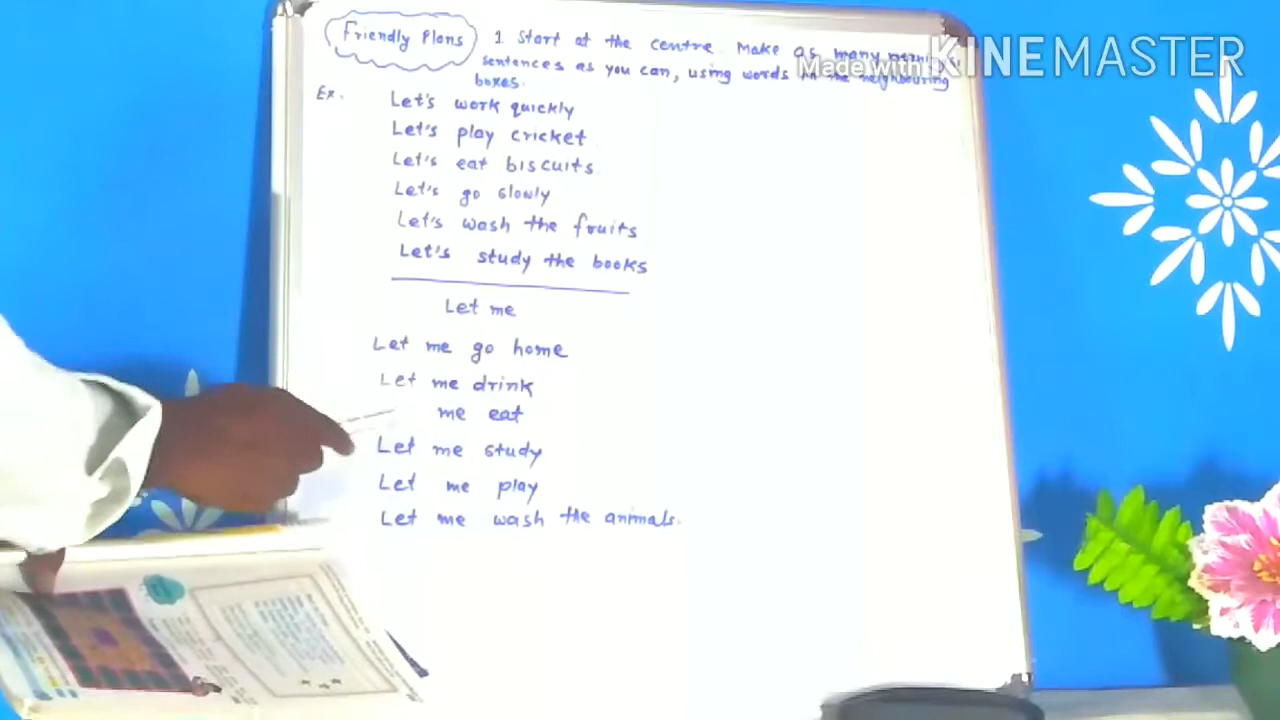 Friendly Plans
1 Start at the centre. Make as many
sentences as you can, using words in the neighbouring
boxes.
Made with KINEMASTER
Ex.
Let's work quickly
Let's play cricket
Let's eat biscuits
Let's go slowly
Let's wash the fruits
Let's study the books
Let me
Let me go home
Let me drink
me eat
Let me study
Let me play
Let me wash the animals.